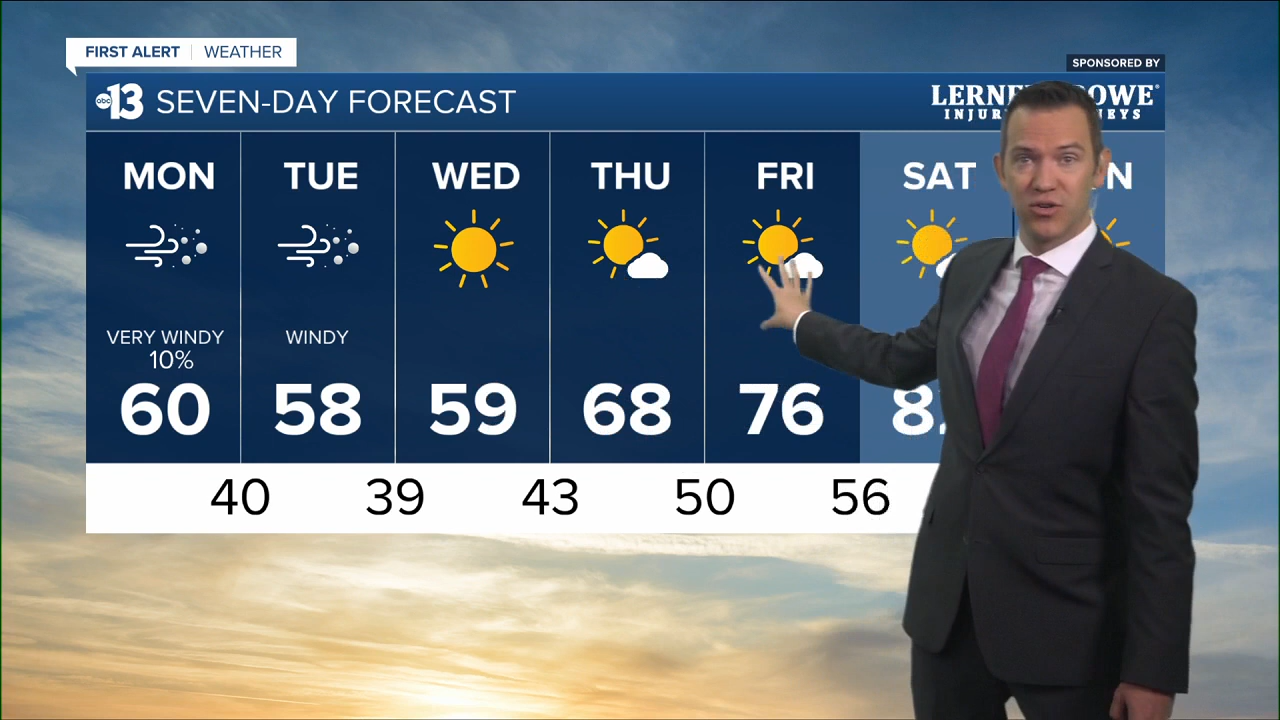 FIRST ALERT | WEATHER
SPONSORED BY
abc 13 SEVEN-DAY FORECAST
MON TUE WED THU FRI SAT
VERY WINDY WINDY
10%
60 58 59 68 76
40 39 43 50 56